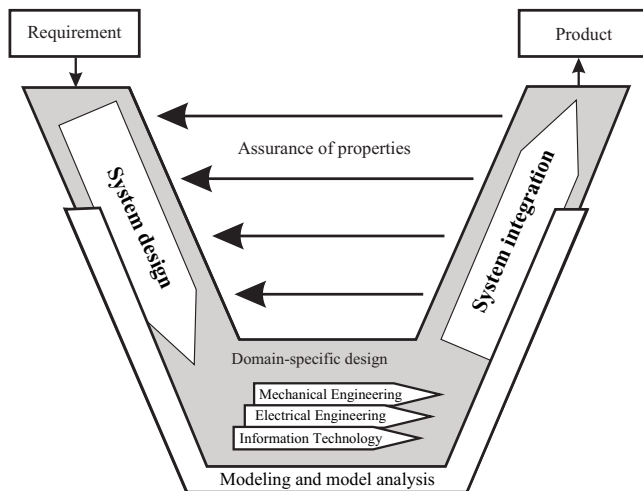 Requirement
Product
Assurance of properties
System design
System integration
Domain-specific design
Mechanical Engineering
Electrical Engineering
Information Technology
Modeling and model analysis